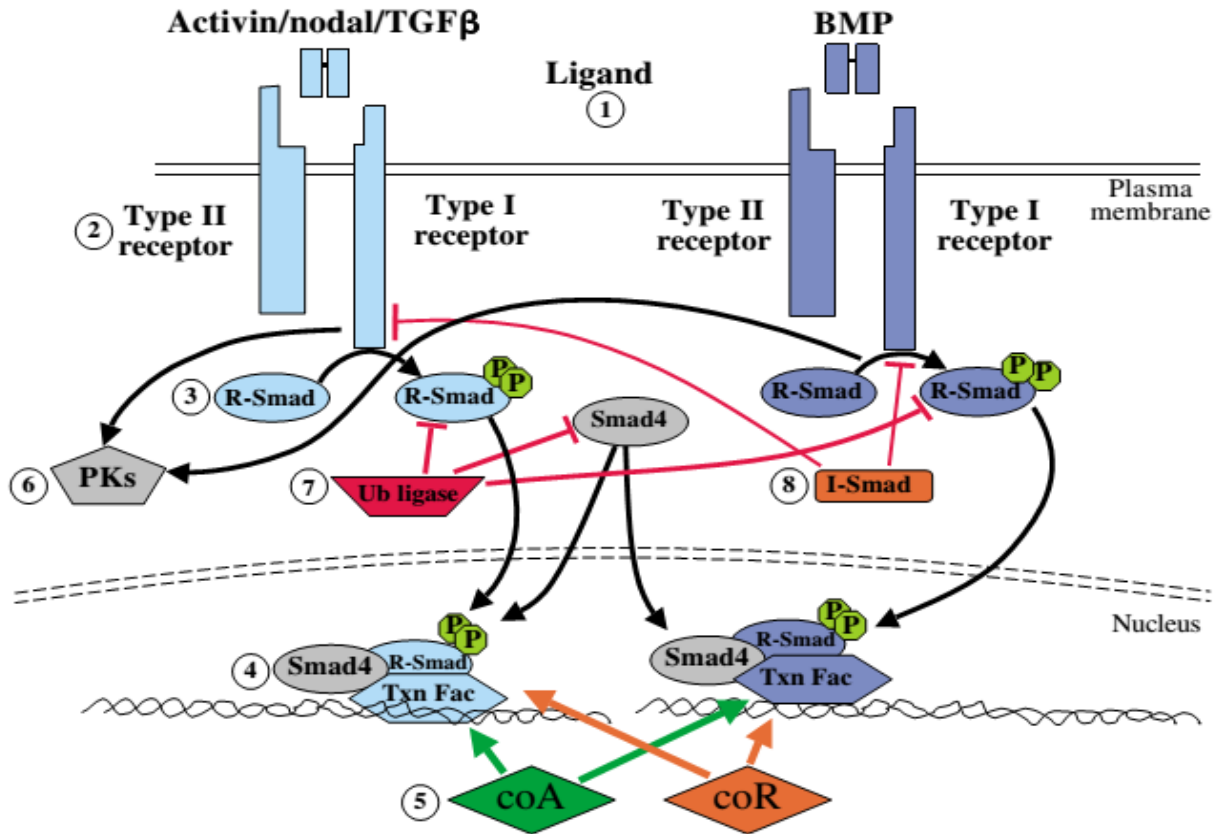 Activin/nodal/TGFβ
BMP
Ligand
1
Plasma
membrane
2
Type II
receptor
Type I
receptor
Type II
receptor
Type I
receptor
3
R-Smad
R-Smad
P
P
Smad4
R-Smad
R-Smad
P
P
6
PKs
7
Ub ligase
8
I-Smad
Nucleus
4
Smad4
R-Smad
P
P
Txn Fac
Smad4
R-Smad
P
P
Txn Fac
5
coA
coR